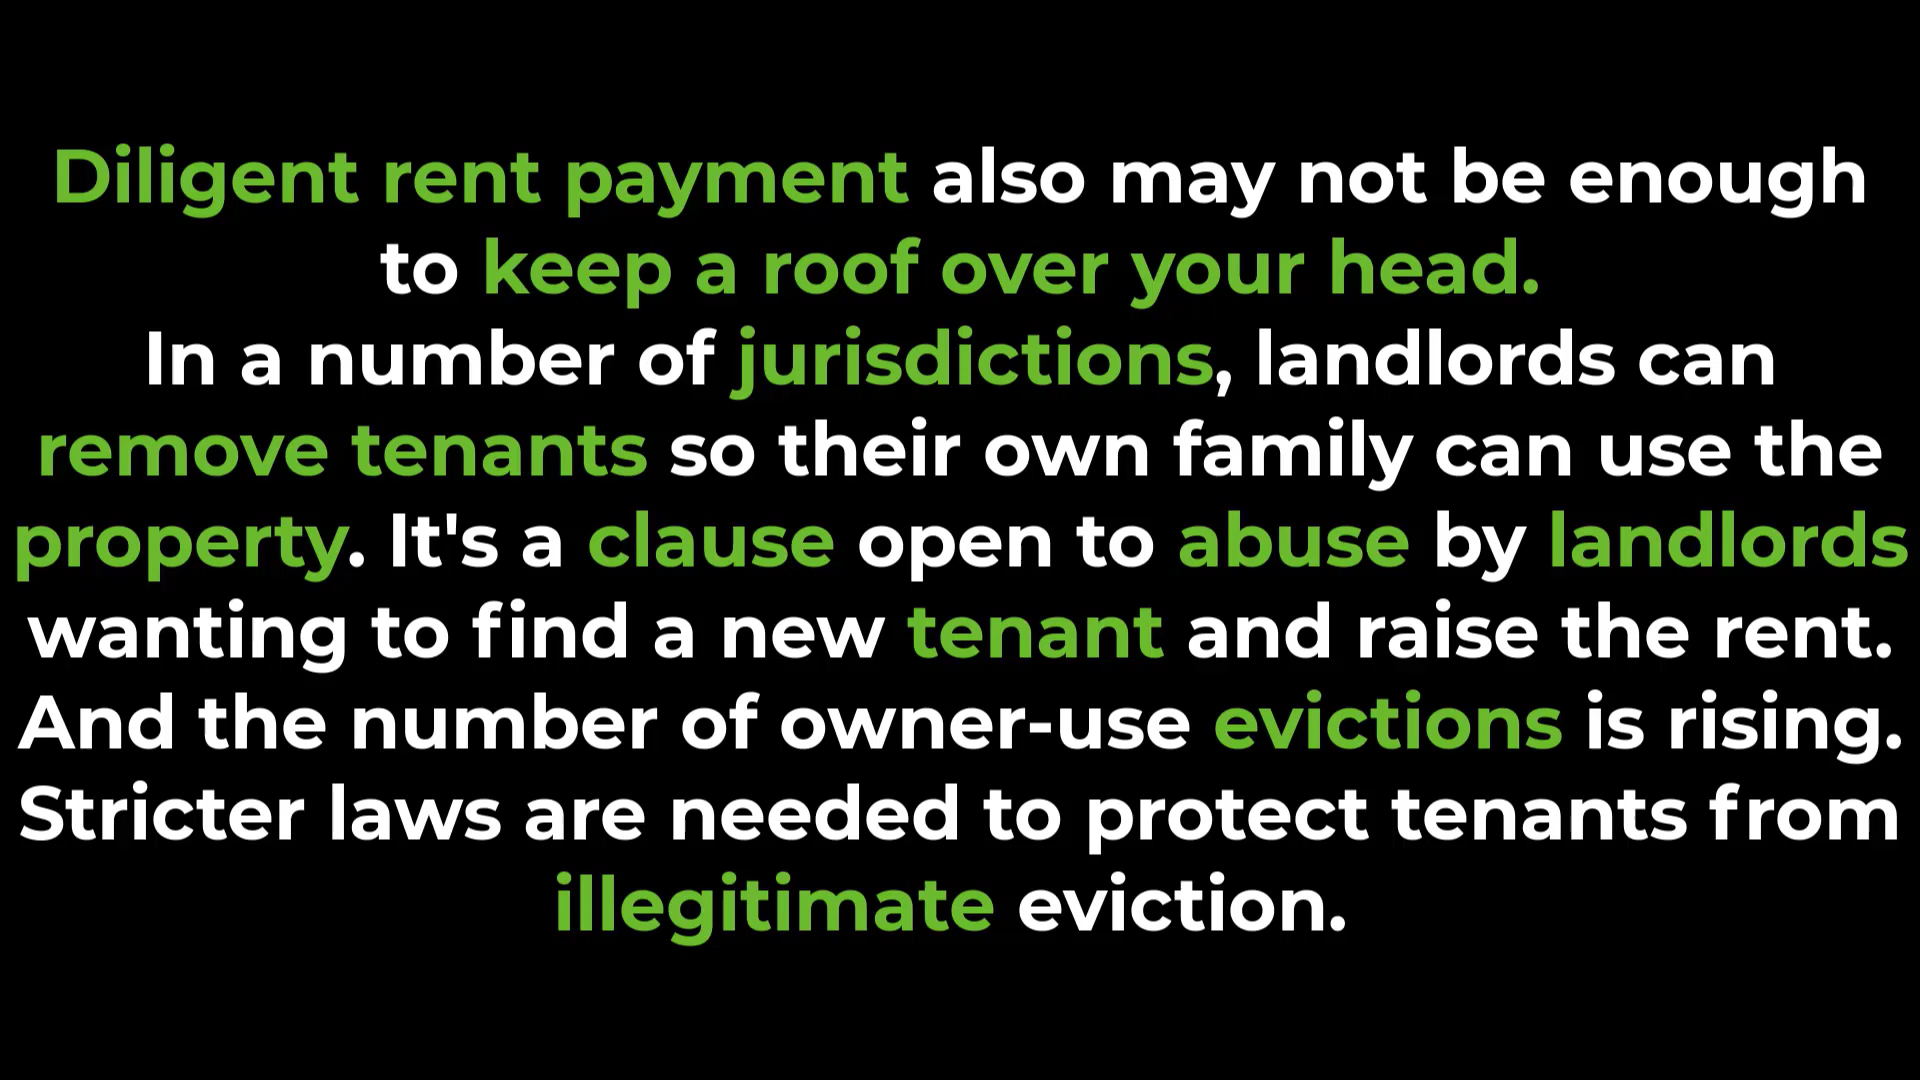 Diligent rent payment also may not be enough
to keep a roof over your head.
In a number of jurisdictions, landlords can
remove tenants so their own family can use the
property. It's a clause open to abuse by landlords
wanting to find a new tenant and raise the rent.
And the number of owner-use evictions is rising.
Stricter laws are needed to protect tenants from
illegitimate eviction.